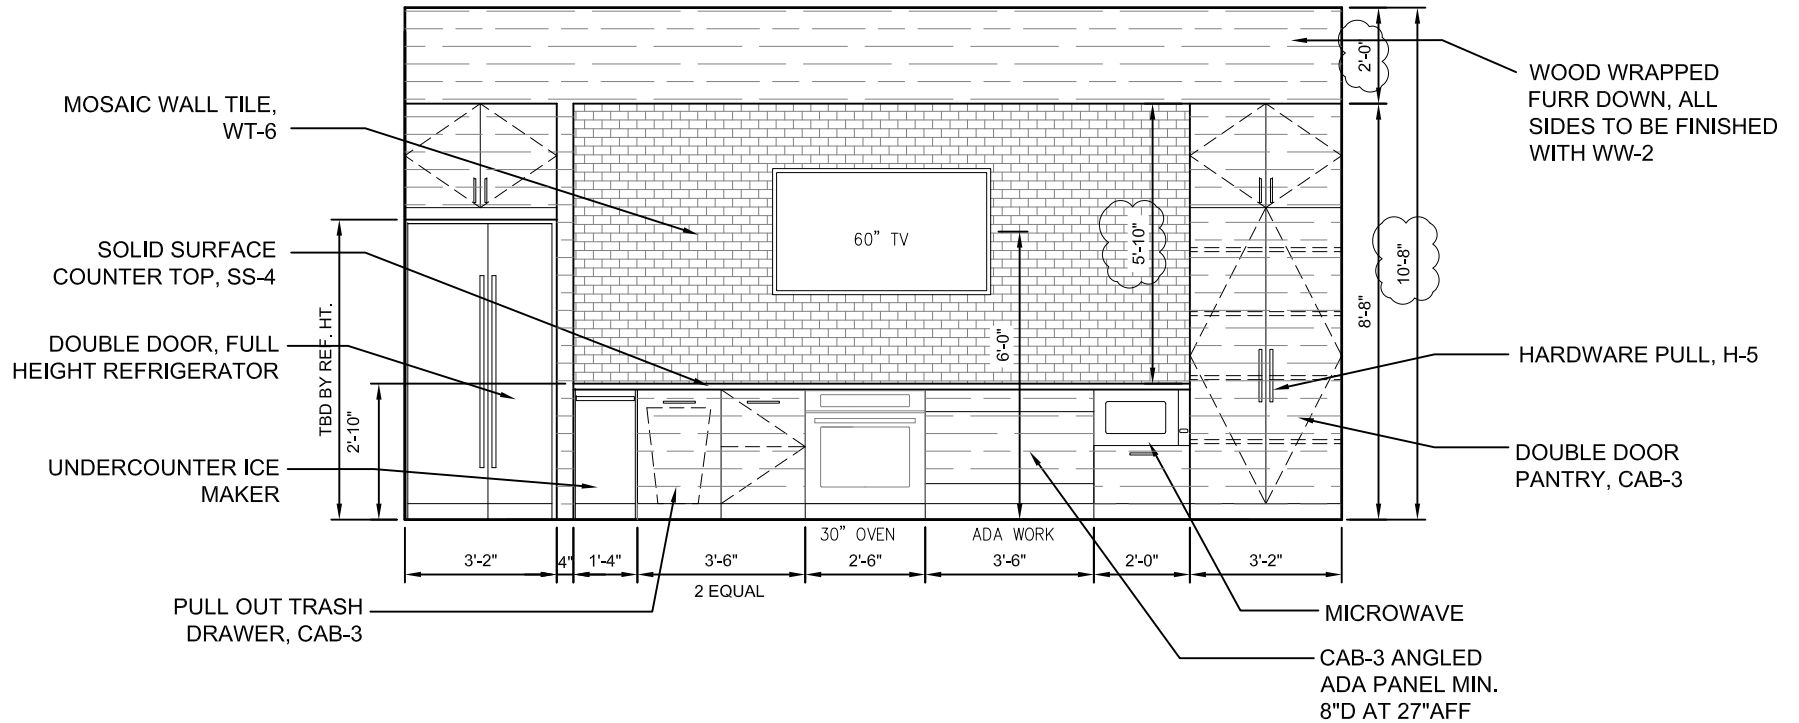 MOSAIC WALL TILE,
WT-6
SOLID SURFACE
COUNTER TOP, SS-4
DOUBLE DOOR, FULL
HEIGHT REFRIGERATOR
UNDERCOUNTER ICE
MAKER
PULL OUT TRASH
DRAWER, CAB-3
TBD BY REF. HT.
2'-10"
60" TV
6'-0"
5'-10"
2'-0"
8'-8"
10'-8"
WOOD WRAPPED
FURR DOWN, ALL
SIDES TO BE FINISHED
WITH WW-2
HARDWARE PULL, H-5
DOUBLE DOOR
PANTRY, CAB-3
30" OVEN
ADA WORK
3'-2"
4"
1'-4"
3'-6"
2'-6"
3'-6"
2'-0"
3'-2"
2 EQUAL
MICROWAVE
CAB-3 ANGLED
ADA PANEL MIN.
8"D AT 27"AFF